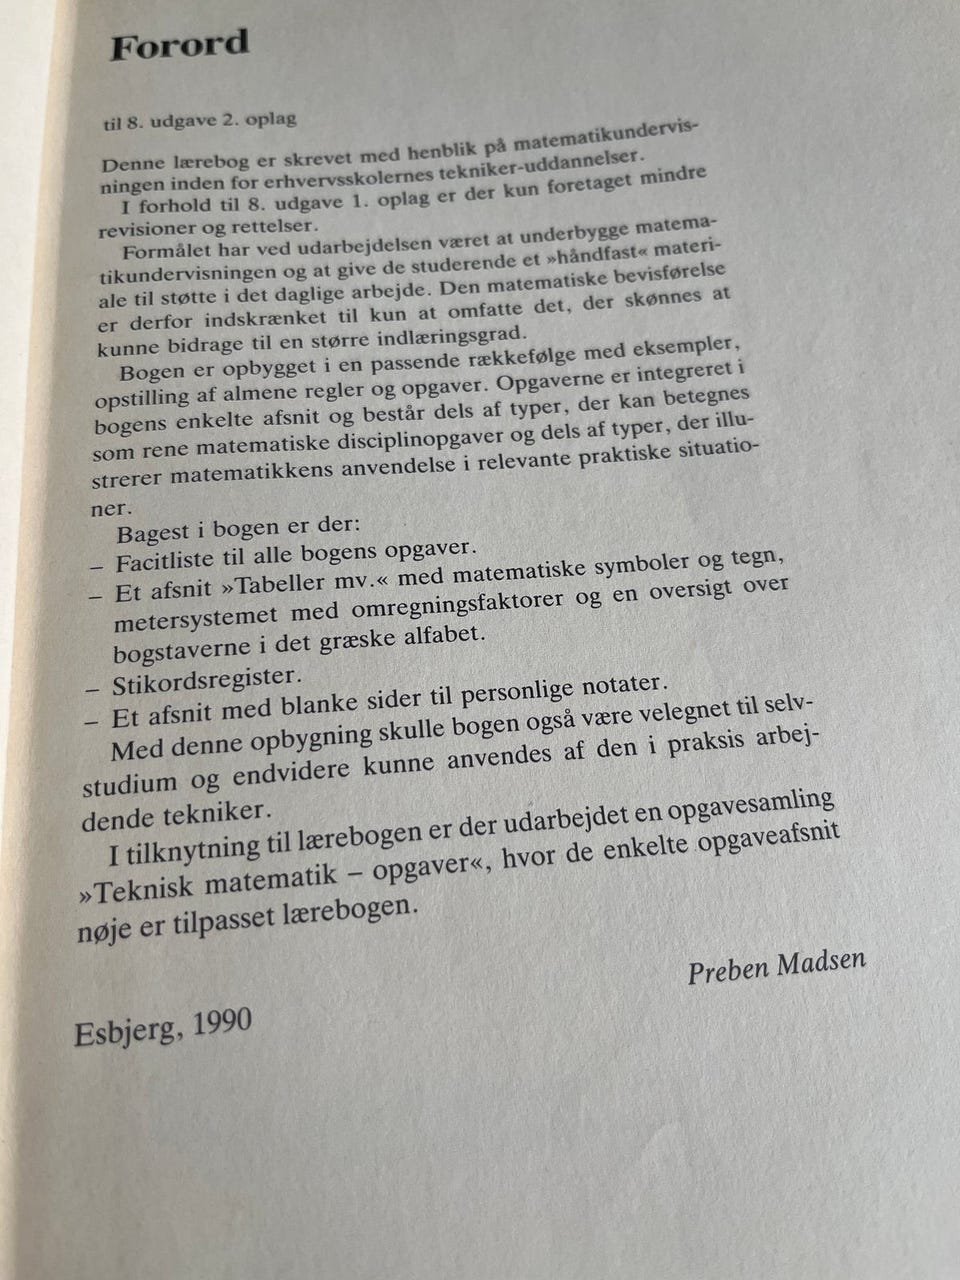 Forord
til 8. udgave 2. oplag
Denne lærebog er skrevet med henblik på matematikundervis-
ningen inden for erhvervsskolernes tekniker-uddannelser.
I forhold til 8. udgave 1. oplag er der kun foretaget mindre
revisioner og rettelser.
Formålet har ved udarbejdelsen været at underbygge matema-
tikundervisningen og at give de studerende et »håndfast« materi-
ale til støtte i det daglige arbejde. Den matematiske bevisførelse
er derfor indskrænket til kun at omfatte det, der skønnes at
kunne bidrage til en større indlæringsgrad.
Bogen er opbygget i en passende rækkefølge med eksempler,
opstilling af almene regler og opgaver. Opgaverne er integreret i
bogens enkelte afsnit og består dels af typer, der kan betegnes
som rene matematiske disciplinopgaver og dels af typer, der illu-
strerer matematikkens anvendelse i relevante praktiske situatio-
ner.
Bagest i bogen er der:
– Facitliste til alle bogens opgaver.
– Et afsnit »Tabeller mv.« med matematiske symboler og tegn,
metersystemet med omregningsfaktorer og en oversigt over
bogstaverne i det græske alfabet.
– Stikordsregister.
– Et afsnit med blanke sider til personlige notater.
Med denne opbygning skulle bogen også være velegnet til selv-
studium og endvidere kunne anvendes af den i praksis arbej-
dende tekniker.
I tilknytning til lærebogen er der udarbejdet en opgavesamling
»Teknisk matematik – opgaver«, hvor de enkelte opgaveafsnit
nøje er tilpasset lærebogen.
Preben Madsen
Esbjerg, 1990